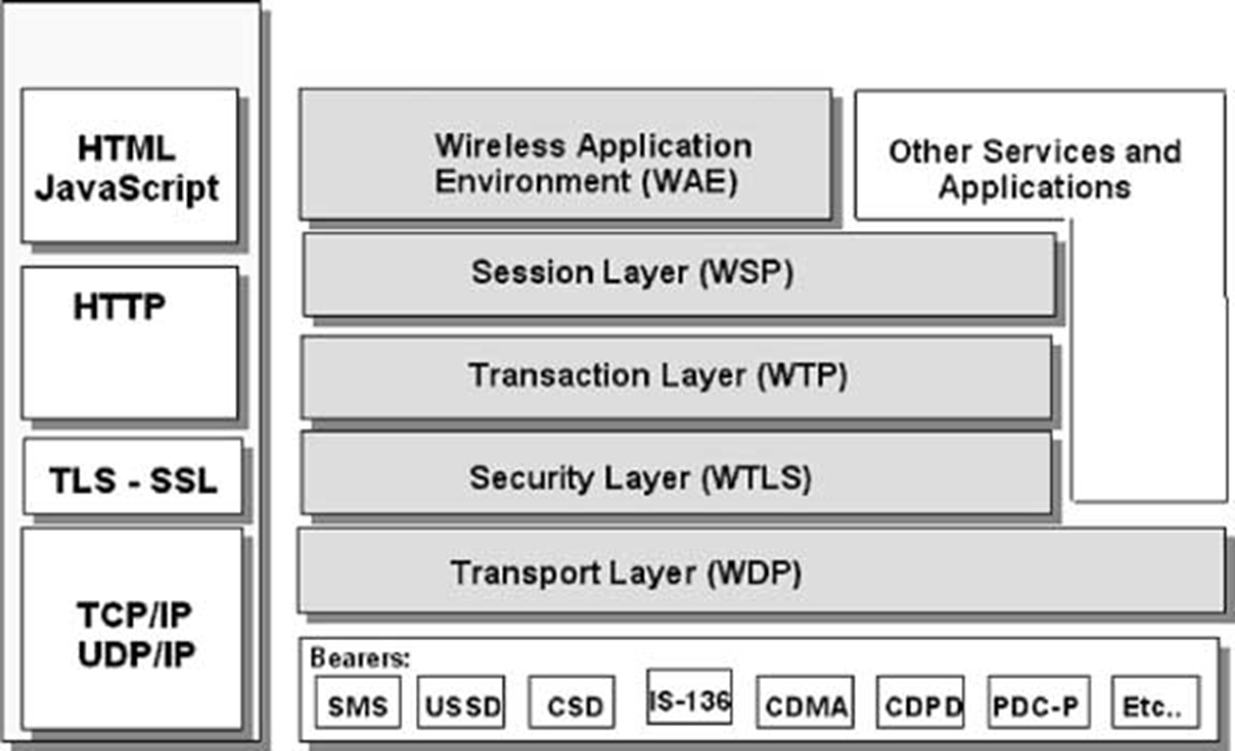 HTML
JavaScript
HTTP
TLS - SSL
TCP/IP
UDP/IP
Wireless Application
Environment (WAE)
Other Services and
Applications
Session Layer (WSP)
Transaction Layer (WTP)
Security Layer (WTLS)
Transport Layer (WDP)
Bearers:
SMS USSD CSD IS-136 CDMA CDPD PDC-P Etc..